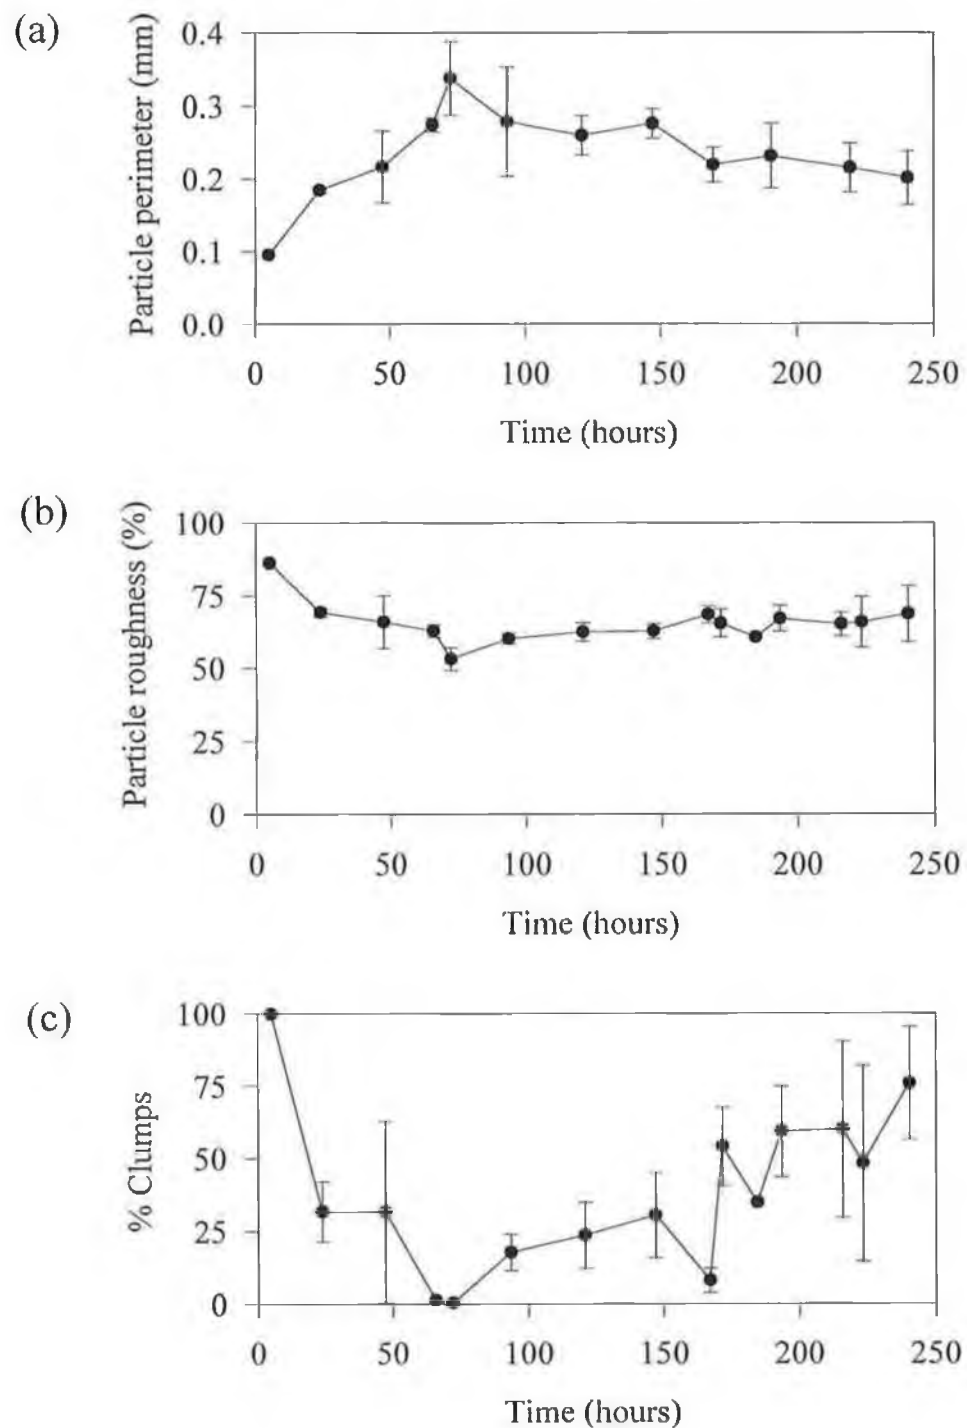 (a)
Particle perimeter (mm)
0.4
0.3
0.2
0.1
0.0
0 50 100 150 200 250
Time (hours)
(b)
Particle roughness (%)
100
75
50
25
0
0 50 100 150 200 250
Time (hours)
(c)
% Clumps
100
75
50
25
0
0 50 100 150 200 250
Time (hours)